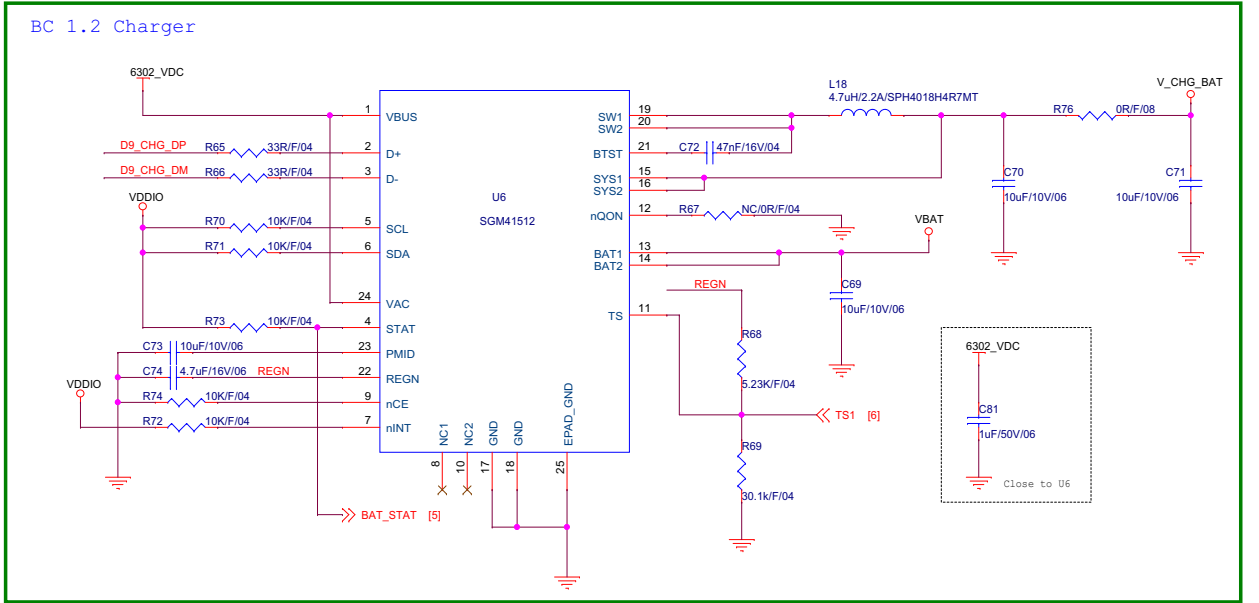 BC 1.2 Charger
6302_VDC
L18
4.7uH/2.2A/SPH4018H4R7MT
V_CHG_BAT
1 VBUS
SW1 19
SW2 20
R76 0R/F/08
D9_CHG_DP R65 33R/F/04 2 D+
BTST 21 C72 47nF/16V/04
D9_CHG_DM R66 33R/F/04 3 D-
SYS1 15
SYS2 16
C70
10uF/10V/06
C71
10uF/10V/06
U6
SGM41512
VDDIO
R70 10K/F/04 5 SCL
nQON 12 R67 NC/0R/F/04
VBAT
R71 10K/F/04 6 SDA
BAT1 13
BAT2 14
C69
10uF/10V/06
24 VAC
REGN
TS 11
R73 10K/F/04 4 STAT
R68
5.23K/F/04
C73 10uF/10V/06 23 PMID
C74 4.7uF/16V/06 REGN 22 REGN
VDDIO
R74 10K/F/04 9 nCE
R72 10K/F/04 7 nINT
TS1 [6]
R69
30.1k/F/04
NC1 NC2 GND GND EPAD_GND
8 10 17 18 25
BAT_STAT [5]
6302_VDC
C81
1uF/50V/06
Close to U6